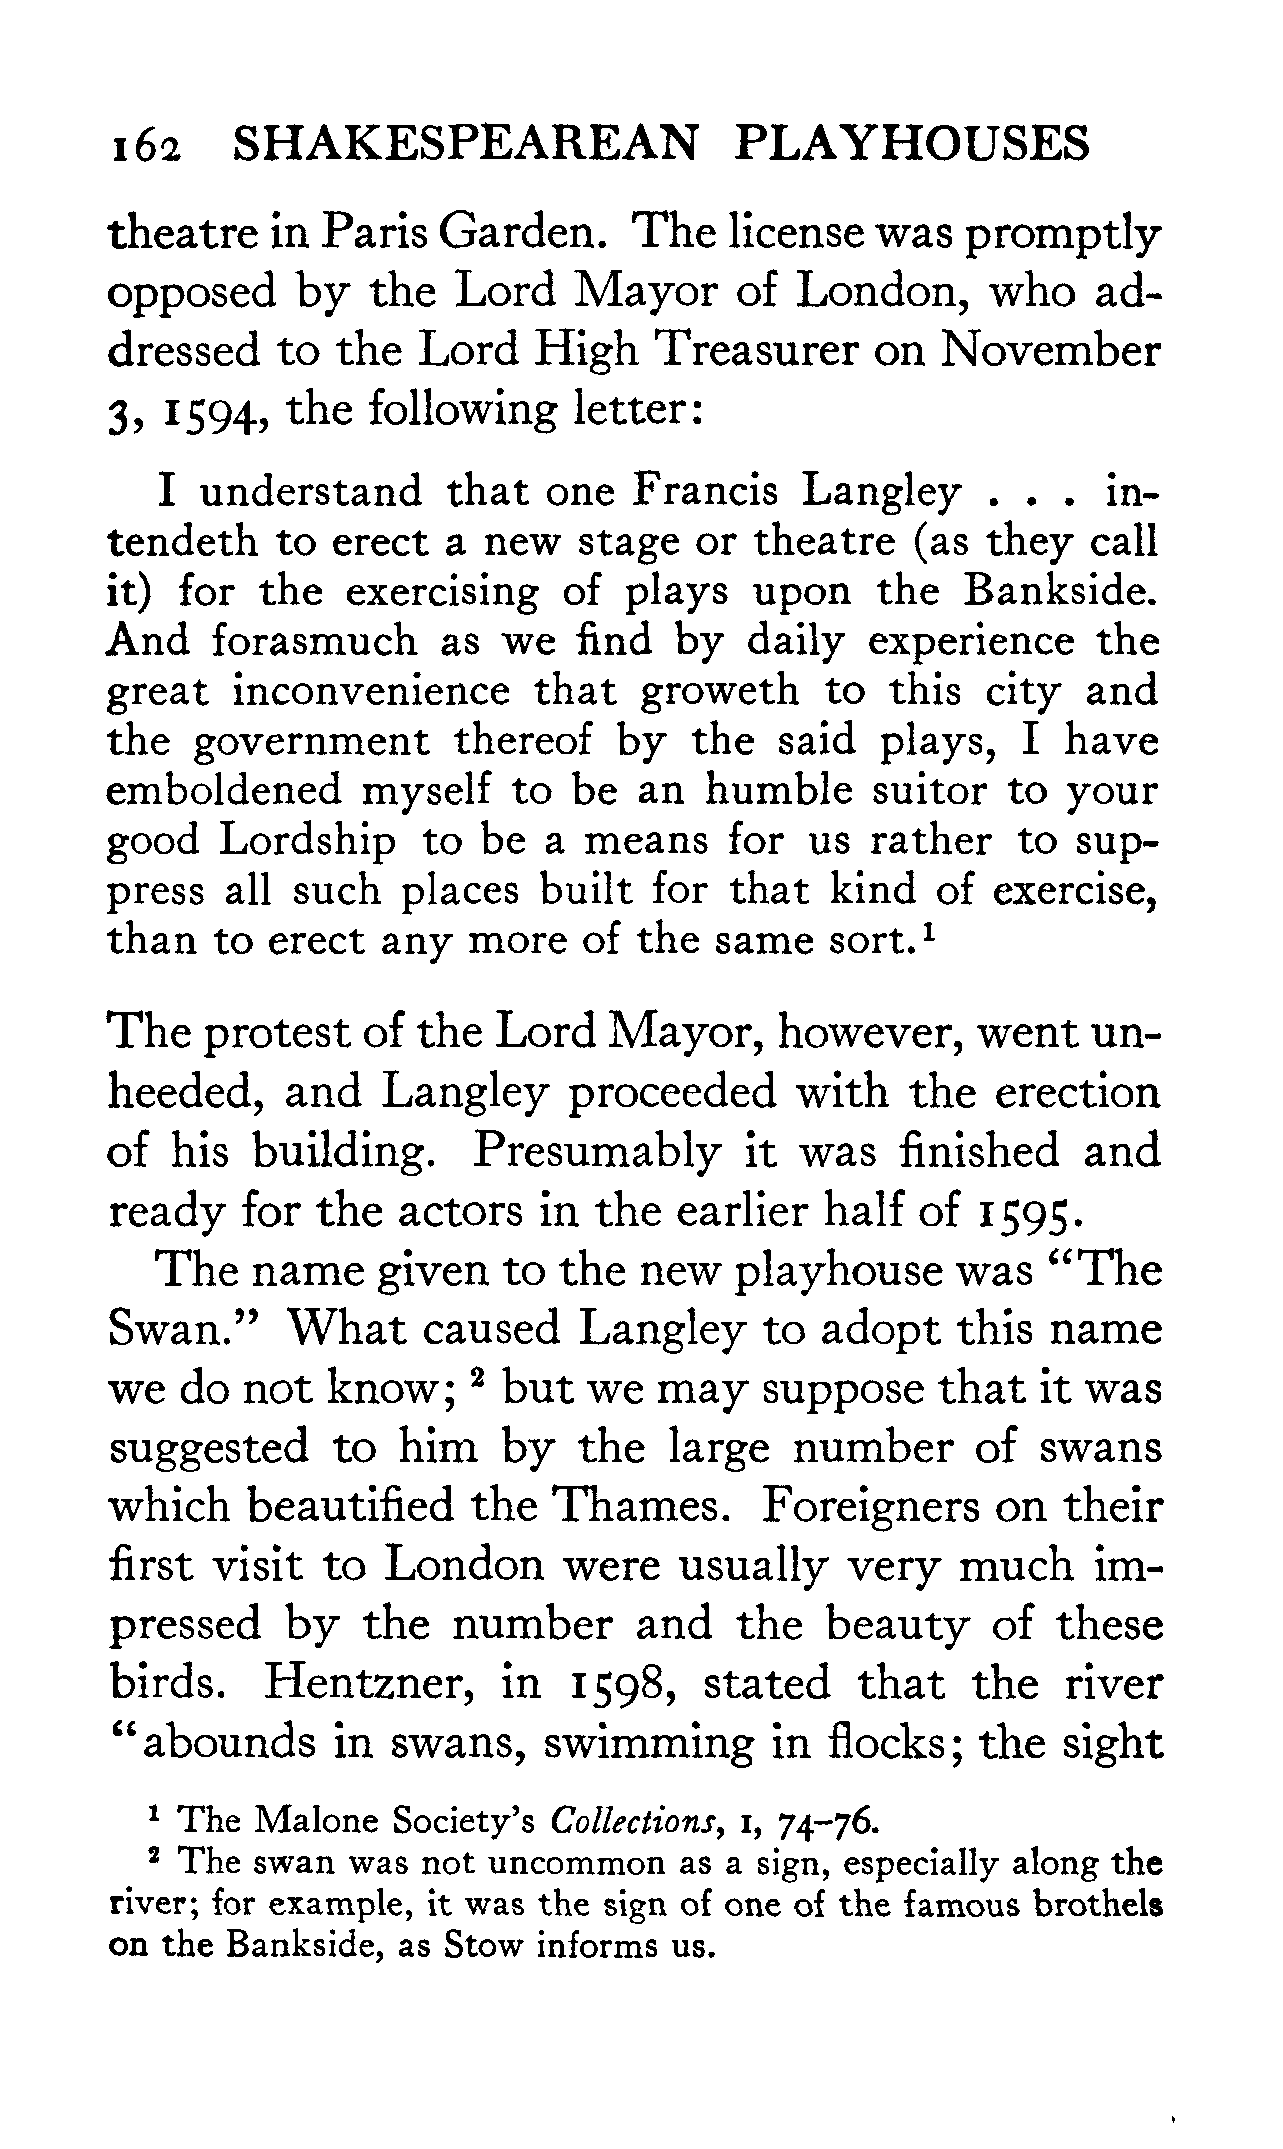 162 SHAKESPEAREAN PLAYHOUSES
theatre in Paris Garden. The license was promptly
opposed by the Lord Mayor of London, who ad-
dressed to the Lord High Treasurer on November
3, 1594, the following letter:
I understand that one Francis Langley . . . in-
tendeth to erect a new stage or theatre (as they call
it) for the exercising of plays upon the Bankside.
And forasmuch as we find by daily experience the
great inconvenience that groweth to this city and
the government thereof by the said plays, I have
emboldened myself to be an humble suitor to your
good Lordship to be a means for us rather to sup-
press all such places built for that kind of exercise,
than to erect any more of the same sort.¹
The protest of the Lord Mayor, however, went un-
heeded, and Langley proceeded with the erection
of his building. Presumably it was finished and
ready for the actors in the earlier half of 1595.
The name given to the new playhouse was “The
Swan.” What caused Langley to adopt this name
we do not know; ² but we may suppose that it was
suggested to him by the large number of swans
which beautified the Thames. Foreigners on their
first visit to London were usually very much im-
pressed by the number and the beauty of these
birds. Hentzner, in 1598, stated that the river
“abounds in swans, swimming in flocks; the sight
¹ The Malone Society’s Collections, I, 74–76.
² The swan was not uncommon as a sign, especially along the
river; for example, it was the sign of one of the famous brothels
on the Bankside, as Stow informs us.